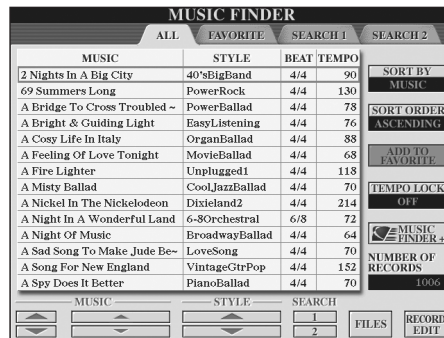 MUSIC FINDER
ALL FAVORITE SEARCH 1 SEARCH 2
MUSIC STYLE BEAT TEMPO
2 Nights In A Big City 40'sBigBand 4/4 90
69 Summers Long PowerRock 4/4 130
A Bridge To Cross Troubled ~ PowerBallad 4/4 78
A Bright & Guiding Light EasyListening 4/4 76
A Cosy Life In Italy OrganBallad 4/4 88
A Feeling Of Love Tonight MovieBallad 4/4 68
A Fire Lighter Unplugged1 4/4 118
A Misty Ballad CoolJazzBallad 4/4 70
A Nickel In The Nickelodeon Dixieland2 4/4 214
A Night In A Wonderful Land 6-8Orchestral 6/8 72
A Night Of Music BroadwayBallad 4/4 64
A Sad Song To Make Jude Be~ LoveSong 4/4 70
A Song For New England VintageGtrPop 4/4 152
A Spy Does It Better PianoBallad 4/4 70
SORT BY
MUSIC
SORT ORDER
ASCENDING
ADD TO
FAVORITE
TEMPO LOCK
OFF
MUSIC
FINDER +
NUMBER OF
RECORDS
1006
MUSIC STYLE SEARCH
1
2
FILES
RECORD
EDIT